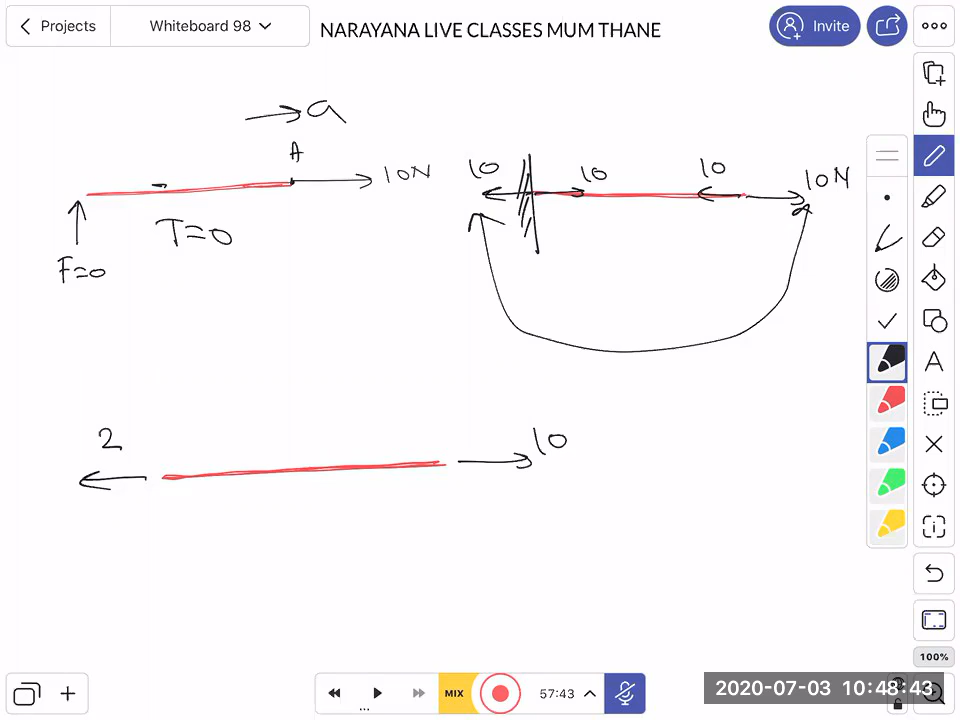 Projects
Whiteboard 98
NARAYANA LIVE CLASSES MUM THANE
Invite
a
A
10N
T=0
F=0
10
10
10
10N
2
10
A
100%
MIX
57:43
2020-07-03 10:48:43